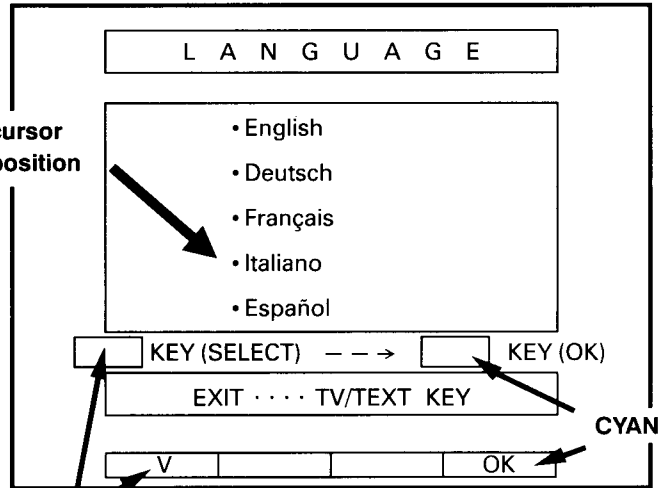 L A N G U A G E
cursor
position
• English
• Deutsch
• Français
• Italiano
• Español
KEY (SELECT) – – → KEY (OK)
EXIT ···· TV/TEXT KEY
CYAN
V OK